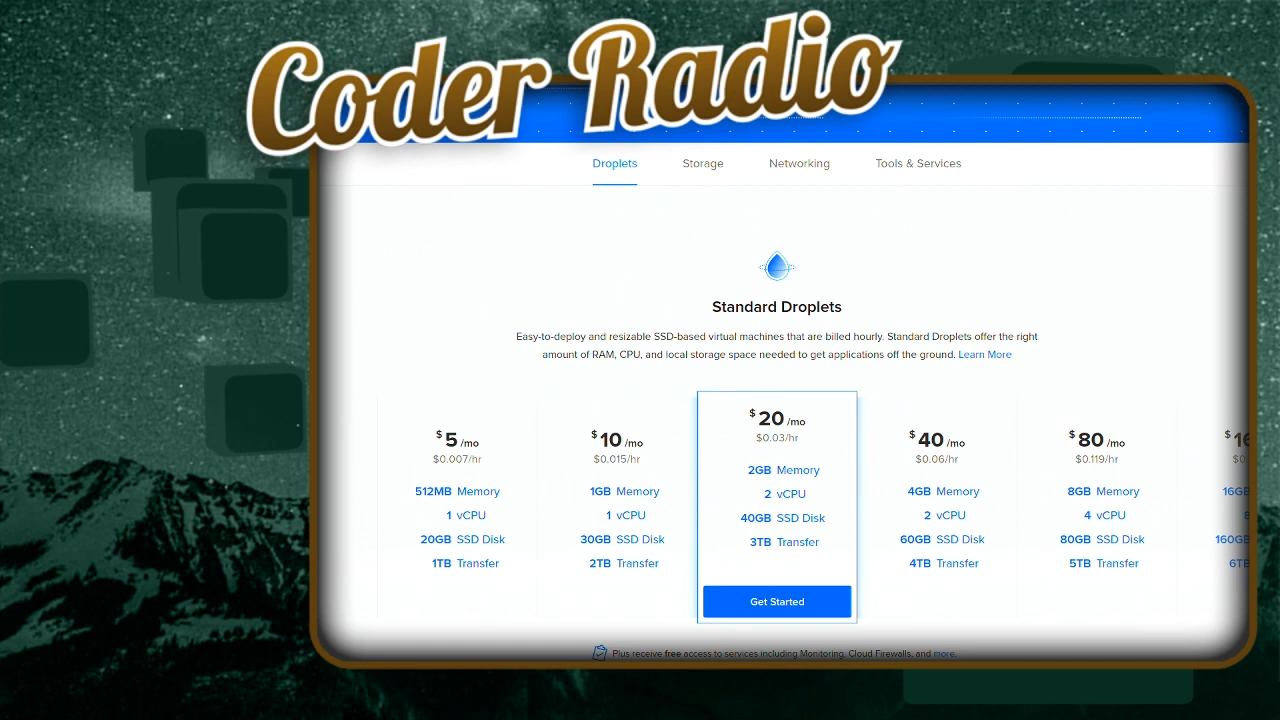 Coder Radio
Droplets Storage Networking Tools & Services
Standard Droplets
Easy-to-deploy and resizable SSD-based virtual machines that are billed hourly. Standard Droplets offer the right
amount of RAM, CPU, and local storage space needed to get applications off the ground. Learn More
$5 /mo
$0.007/hr
512MB Memory
1 vCPU
20GB SSD Disk
1TB Transfer
$10 /mo
$0.015/hr
1GB Memory
1 vCPU
30GB SSD Disk
2TB Transfer
$20 /mo
$0.03/hr
2GB Memory
2 vCPU
40GB SSD Disk
3TB Transfer
Get Started
$40 /mo
$0.06/hr
4GB Memory
2 vCPU
60GB SSD Disk
4TB Transfer
$80 /mo
$0.119/hr
8GB Memory
4 vCPU
80GB SSD Disk
5TB Transfer
$16
$0.
16GB
8
160GB
6TB
Plus receive free access to services including Monitoring, Cloud Firewalls, and more.